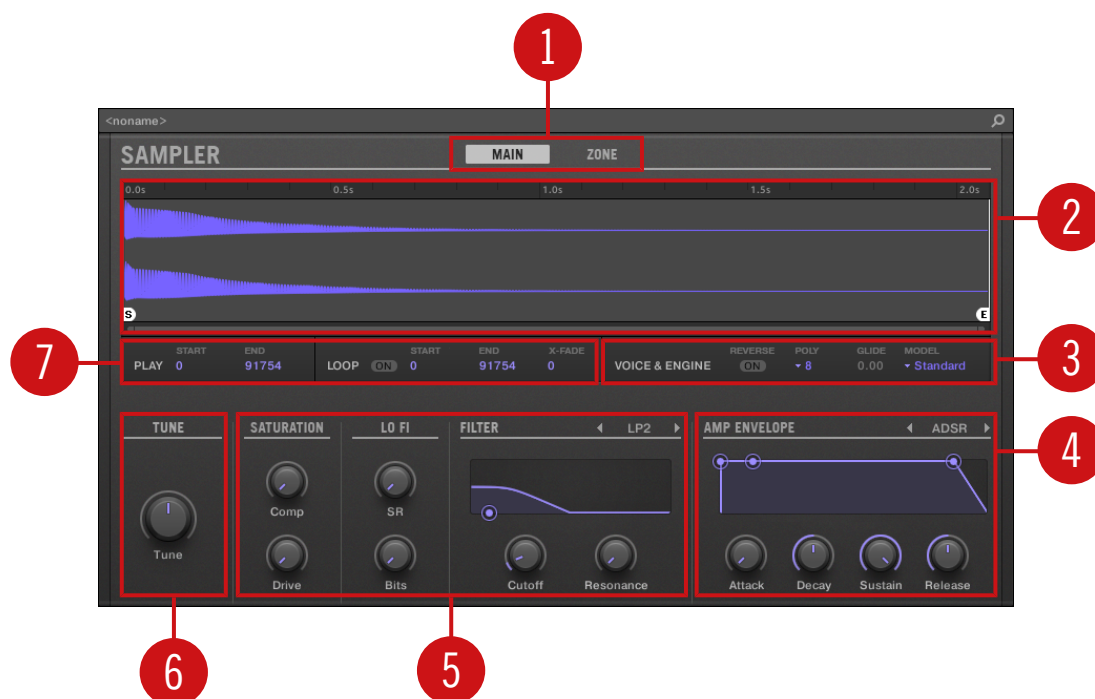 1
<noname>
SAMPLER
MAIN ZONE
0.0s 0.5s 1.0s 1.5s 2.0s
2
S E
7
START END START END X-FADE REVERSE POLY GLIDE MODEL
PLAY 0 91754 LOOP ON 0 91754 0 VOICE & ENGINE ON 8 0.00 Standard
3
TUNE SATURATION LO FI FILTER LP2 AMP ENVELOPE ADSR
4
Comp SR
Tune
Drive Bits Cutoff Resonance Attack Decay Sustain Release
6 5